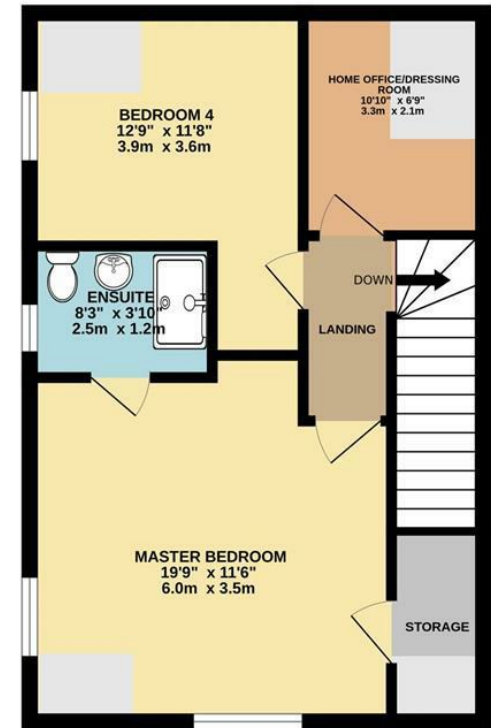 HOME OFFICE/DRESSING
ROOM
10'10" x 6'9"
3.3m x 2.1m
BEDROOM 4
12'9" x 11'8"
3.9m x 3.6m
DOWN
ENSUITE
8'3" x 3'10"
2.5m x 1.2m
LANDING
MASTER BEDROOM
19'9" x 11'6"
6.0m x 3.5m
STORAGE